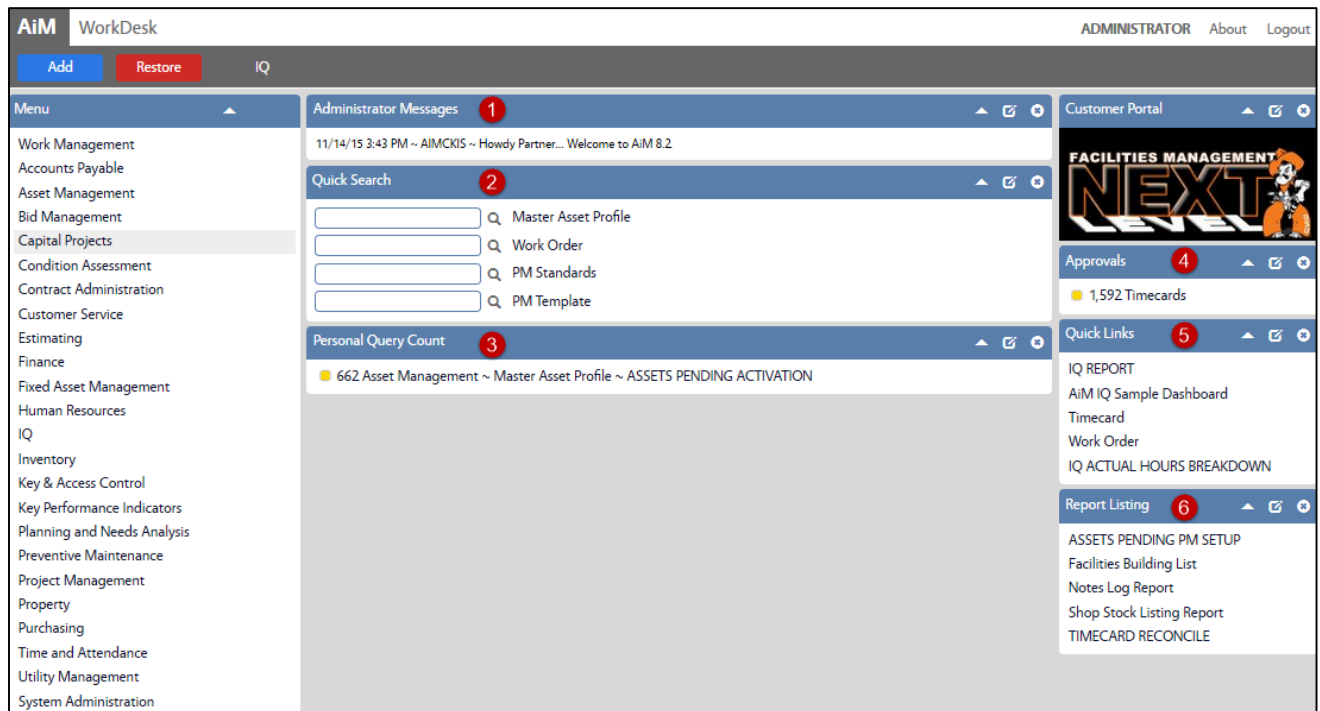 AiM WorkDesk
ADMINISTRATOR About Logout
Add Restore IQ
Menu
Work Management
Accounts Payable
Asset Management
Bid Management
Capital Projects
Condition Assessment
Contract Administration
Customer Service
Estimating
Finance
Fixed Asset Management
Human Resources
IQ
Inventory
Key & Access Control
Key Performance Indicators
Planning and Needs Analysis
Preventive Maintenance
Project Management
Property
Purchasing
Time and Attendance
Utility Management
System Administration
Administrator Messages 1
11/14/15 3:43 PM ~ AIMCKIS ~ Howdy Partner... Welcome to AiM 8.2
Quick Search 2
Master Asset Profile
Work Order
PM Standards
PM Template
Personal Query Count 3
662 Asset Management ~ Master Asset Profile ~ ASSETS PENDING ACTIVATION
Customer Portal
FACILITIES MANAGEMENT
NEXT
LEVEL
Approvals 4
1,592 Timecards
Quick Links 5
IQ REPORT
AiM IQ Sample Dashboard
Timecard
Work Order
IQ ACTUAL HOURS BREAKDOWN
Report Listing 6
ASSETS PENDING PM SETUP
Facilities Building List
Notes Log Report
Shop Stock Listing Report
TIMECARD RECONCILE